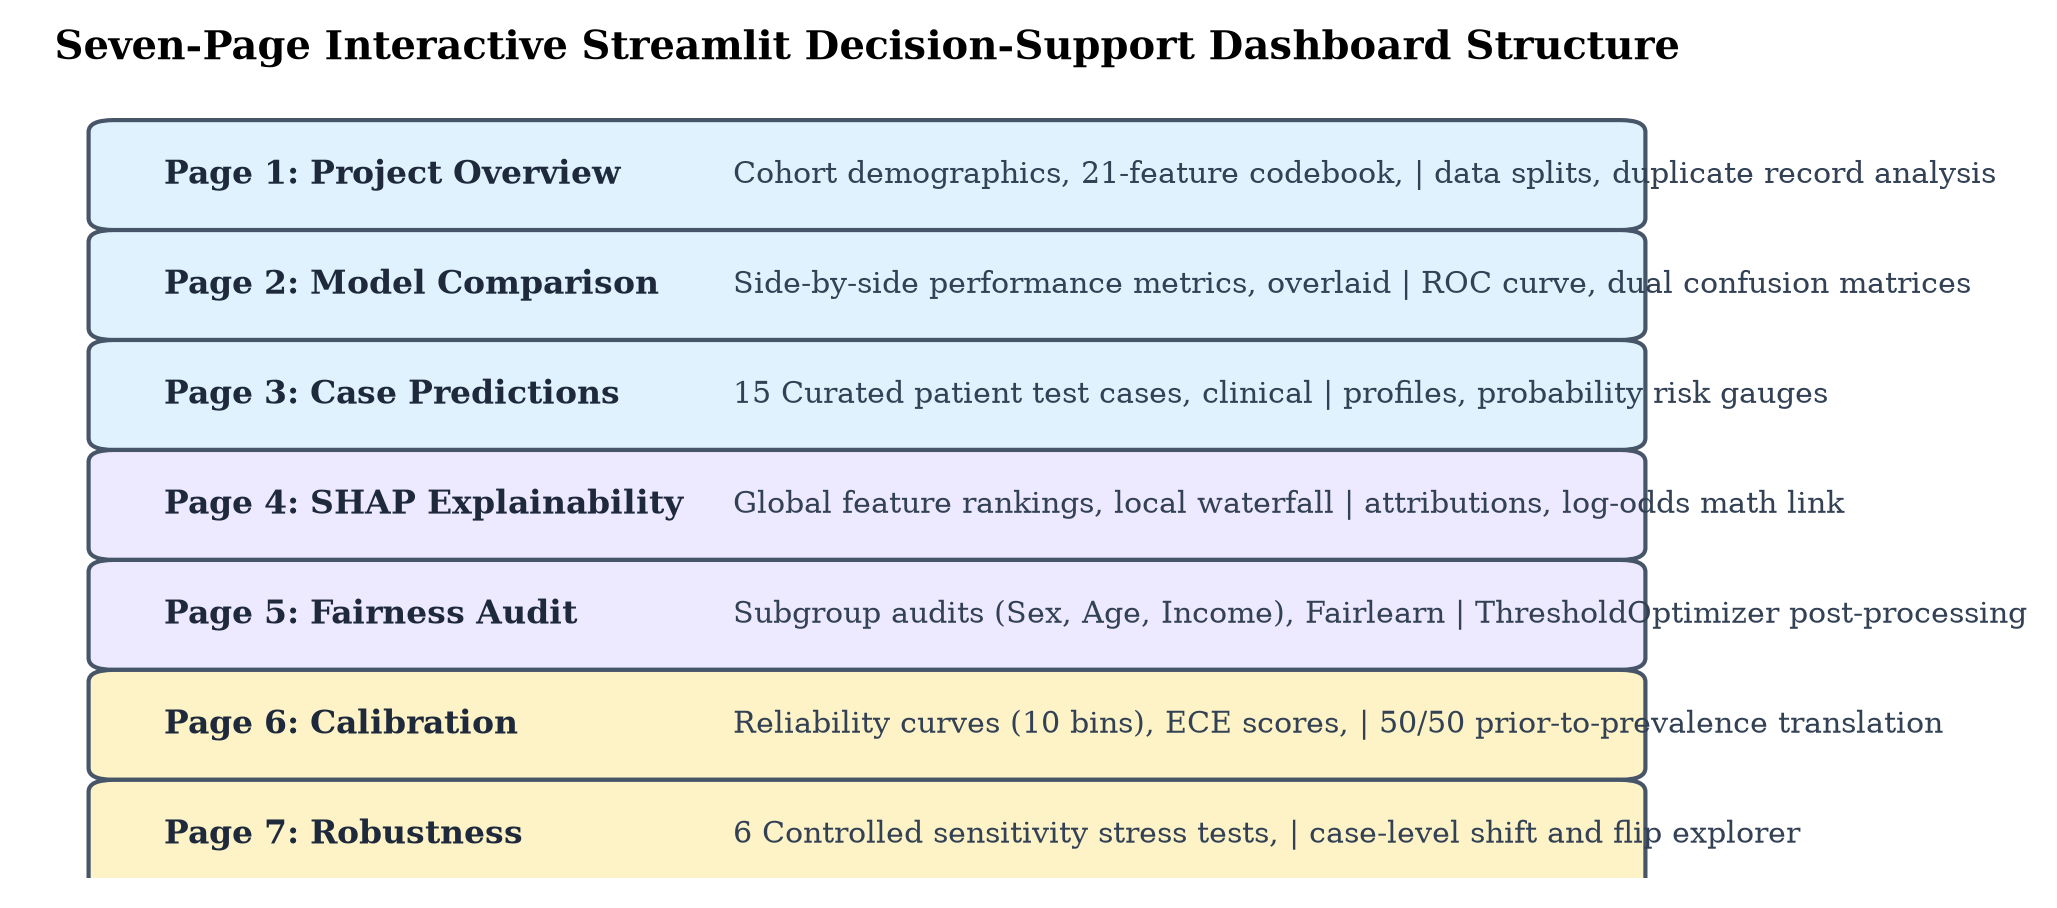 Seven-Page Interactive Streamlit Decision-Support Dashboard Structure
Page 1: Project Overview Cohort demographics, 21-feature codebook, | data splits, duplicate record analysis
Page 2: Model Comparison Side-by-side performance metrics, overlaid | ROC curve, dual confusion matrices
Page 3: Case Predictions 15 Curated patient test cases, clinical | profiles, probability risk gauges
Page 4: SHAP Explainability Global feature rankings, local waterfall | attributions, log-odds math link
Page 5: Fairness Audit Subgroup audits (Sex, Age, Income), Fairlearn | ThresholdOptimizer post-processing
Page 6: Calibration Reliability curves (10 bins), ECE scores, | 50/50 prior-to-prevalence translation
Page 7: Robustness 6 Controlled sensitivity stress tests, | case-level shift and flip explorer